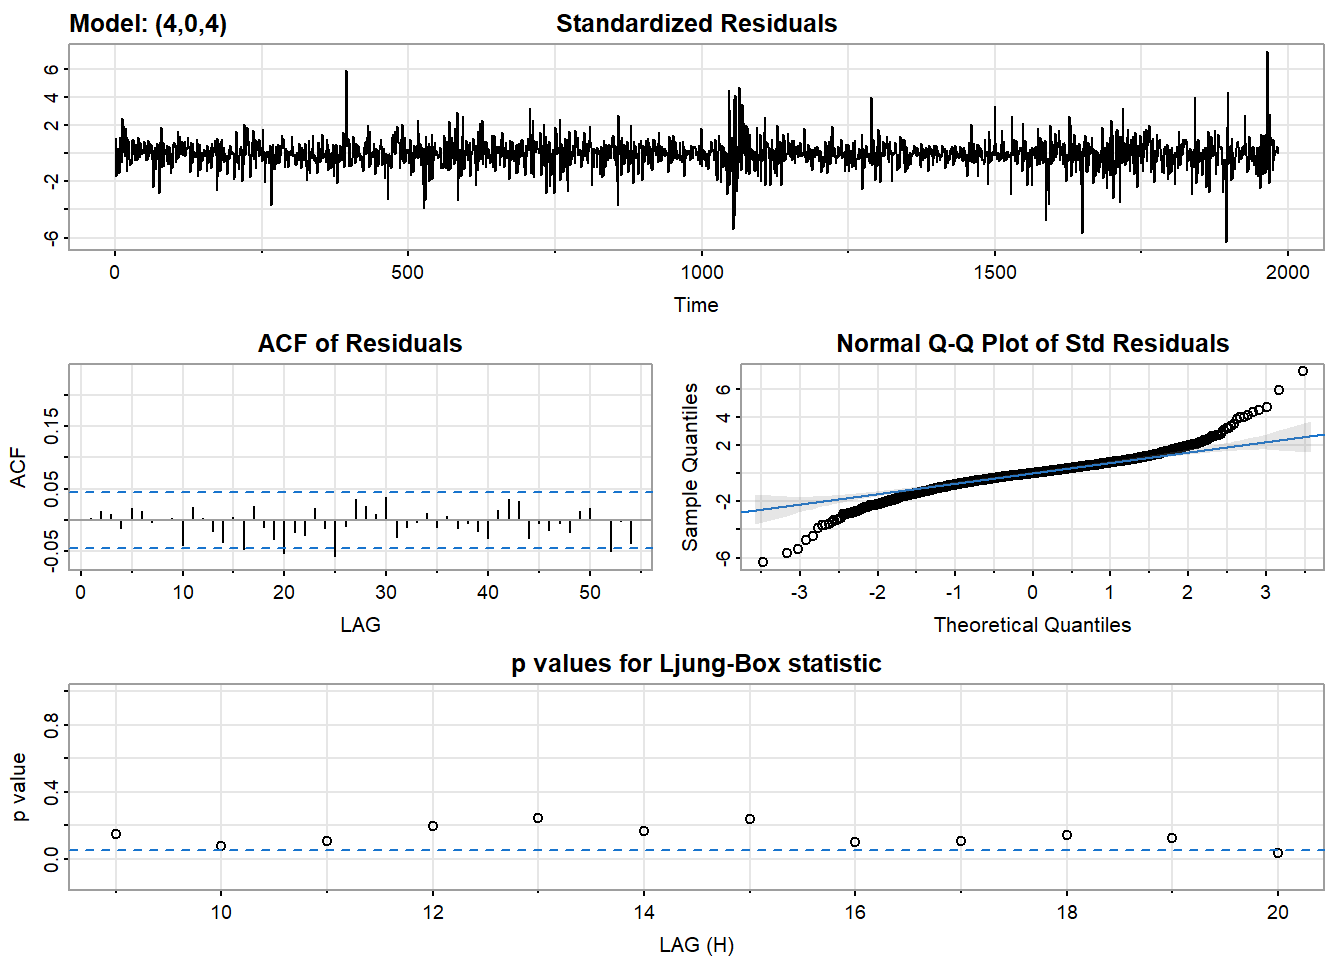 Model: (4,0,4)
Standardized Residuals
6
4
2
-2
-6
0 500 1000 1500 2000
Time
ACF of Residuals
ACF
0.15
0.05
-0.05
0 10 20 30 40 50
LAG
Normal Q-Q Plot of Std Residuals
Sample Quantiles
6
4
2
-2
-6
-3 -2 -1 0 1 2 3
Theoretical Quantiles
p values for Ljung-Box statistic
p value
0.8
0.4
0.0
10 12 14 16 18 20
LAG (H)